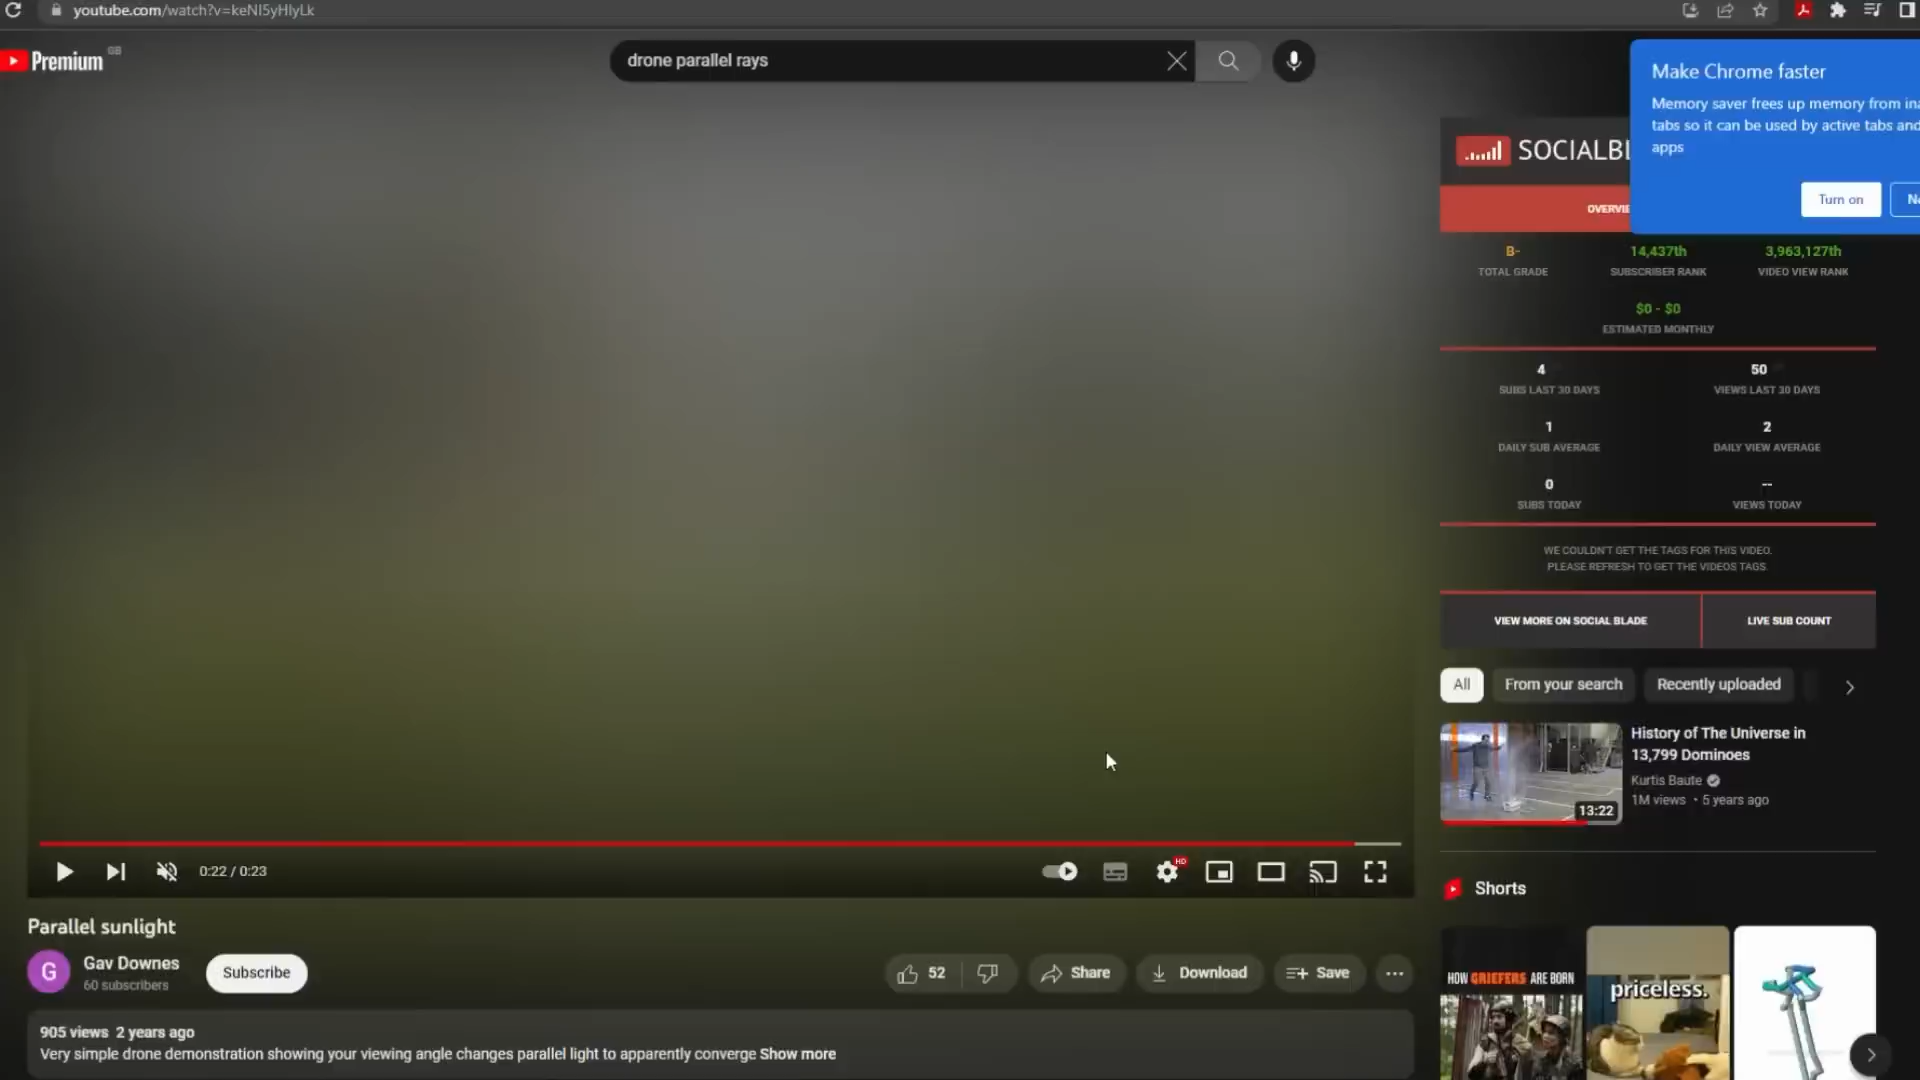 youtube.com/watch?v=keNI5yHlyLk
Premium GB
drone parallel rays
Make Chrome faster
Memory saver frees up memory from ina
tabs so it can be used by active tabs and
apps
Turn on
No
SOCIALBL
OVERVIE
B- 14,437th 3,963,127th
TOTAL GRADE SUBSCRIBER RANK VIDEO VIEW RANK
$0 - $0
ESTIMATED MONTHLY
4 50
SUBS LAST 30 DAYS VIEWS LAST 30 DAYS
1 2
DAILY SUB AVERAGE DAILY VIEW AVERAGE
0 --
SUBS TODAY VIEWS TODAY
WE COULDN'T GET THE TAGS FOR THIS VIDEO.
PLEASE REFRESH TO GET THE VIDEOS TAGS.
VIEW MORE ON SOCIAL BLADE LIVE SUB COUNT
All From your search Recently uploaded
History of The Universe in
13,799 Dominoes
Kurtis Baute
1M views • 5 years ago
13:22
Shorts
HOW GRIEFERS ARE BORN
priceless.
0:22 / 0:23
HD
Parallel sunlight
G
Gav Downes
60 subscribers
Subscribe
52
Share
Download
Save
905 views 2 years ago
Very simple drone demonstration showing your viewing angle changes parallel light to apparently converge Show more